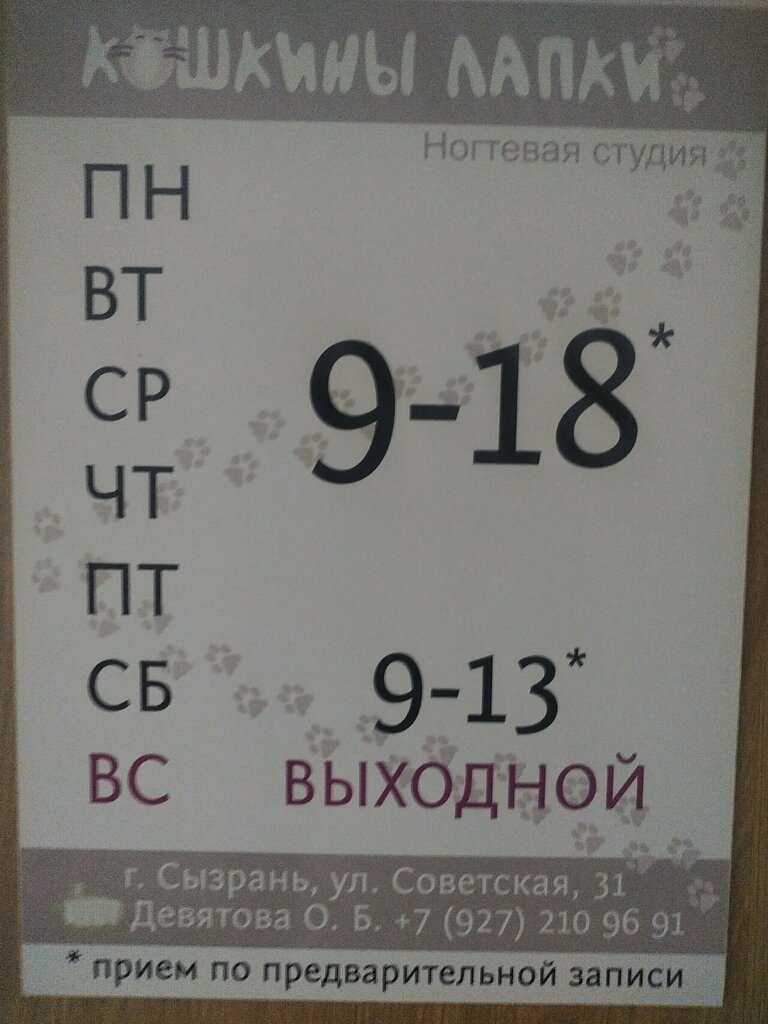 КОШКИНЫ ЛАПКИ
Ногтевая студия
ПН
ВТ
СР
ЧТ
ПТ
9-18*
СБ 9-13*
ВС ВЫХОДНОЙ
г. Сызрань, ул. Советская, 31
Девятова О. Б. +7 (927) 210 96 91
* прием по предварительной записи